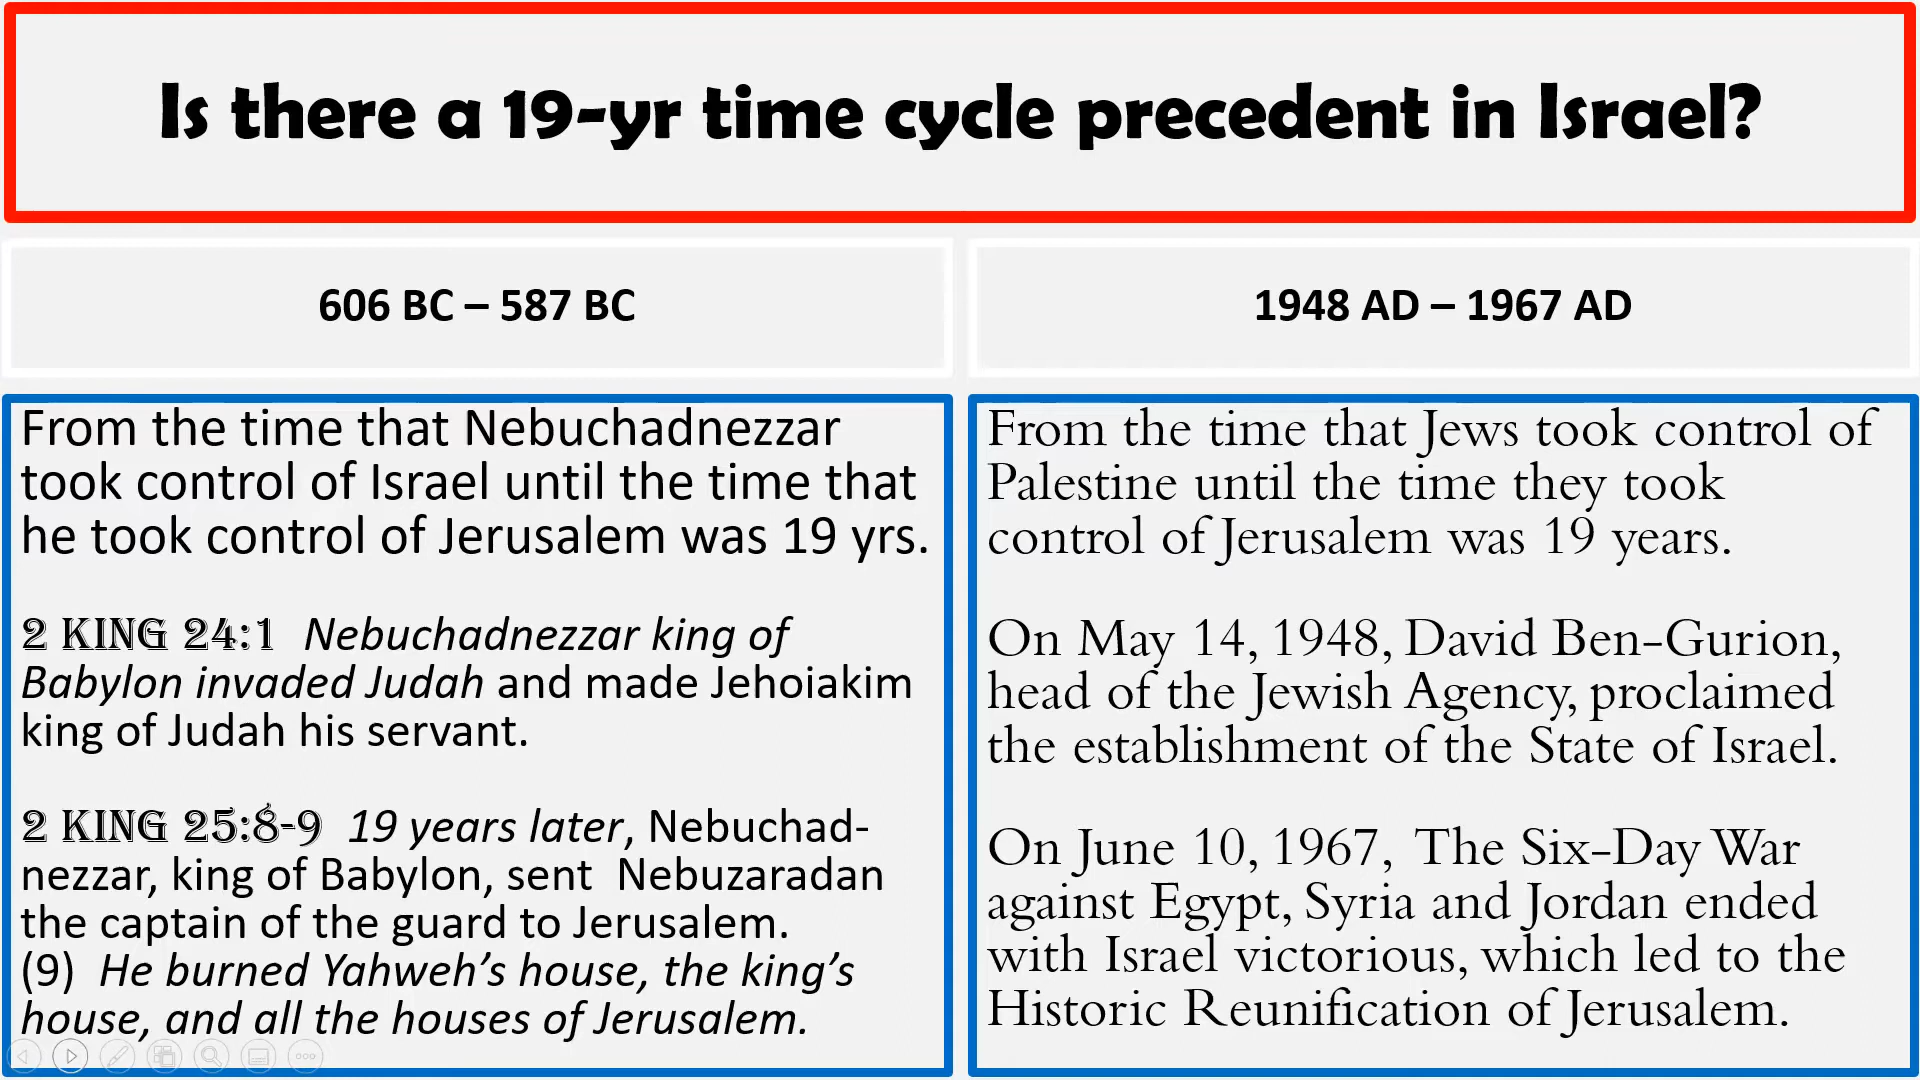 Is there a 19-yr time cycle precedent in Israel?
606 BC – 587 BC
From the time that Nebuchadnezzar
took control of Israel until the time that
he took control of Jerusalem was 19 yrs.
2 KING 24:1 Nebuchadnezzar king of
Babylon invaded Judah and made Jehoiakim
king of Judah his servant.
2 KING 25:8-9 19 years later, Nebuchad-
nezzar, king of Babylon, sent Nebuzaradan
the captain of the guard to Jerusalem.
(9) He burned Yahweh’s house, the king’s
house, and all the houses of Jerusalem.
1948 AD – 1967 AD
From the time that Jews took control of
Palestine until the time they took
control of Jerusalem was 19 years.
On May 14, 1948, David Ben-Gurion,
head of the Jewish Agency, proclaimed
the establishment of the State of Israel.
On June 10, 1967, The Six-Day War
against Egypt, Syria and Jordan ended
with Israel victorious, which led to the
Historic Reunification of Jerusalem.